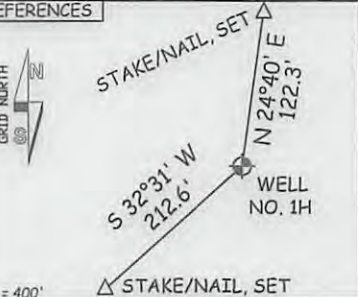 EFERENCES
STAKE/NAIL, SET
GRID NORTH
N
S
N 24°40' E
122.3'
S 32°31' W
212.6'
WELL
NO. 1H
= 400'
STAKE/NAIL, SET